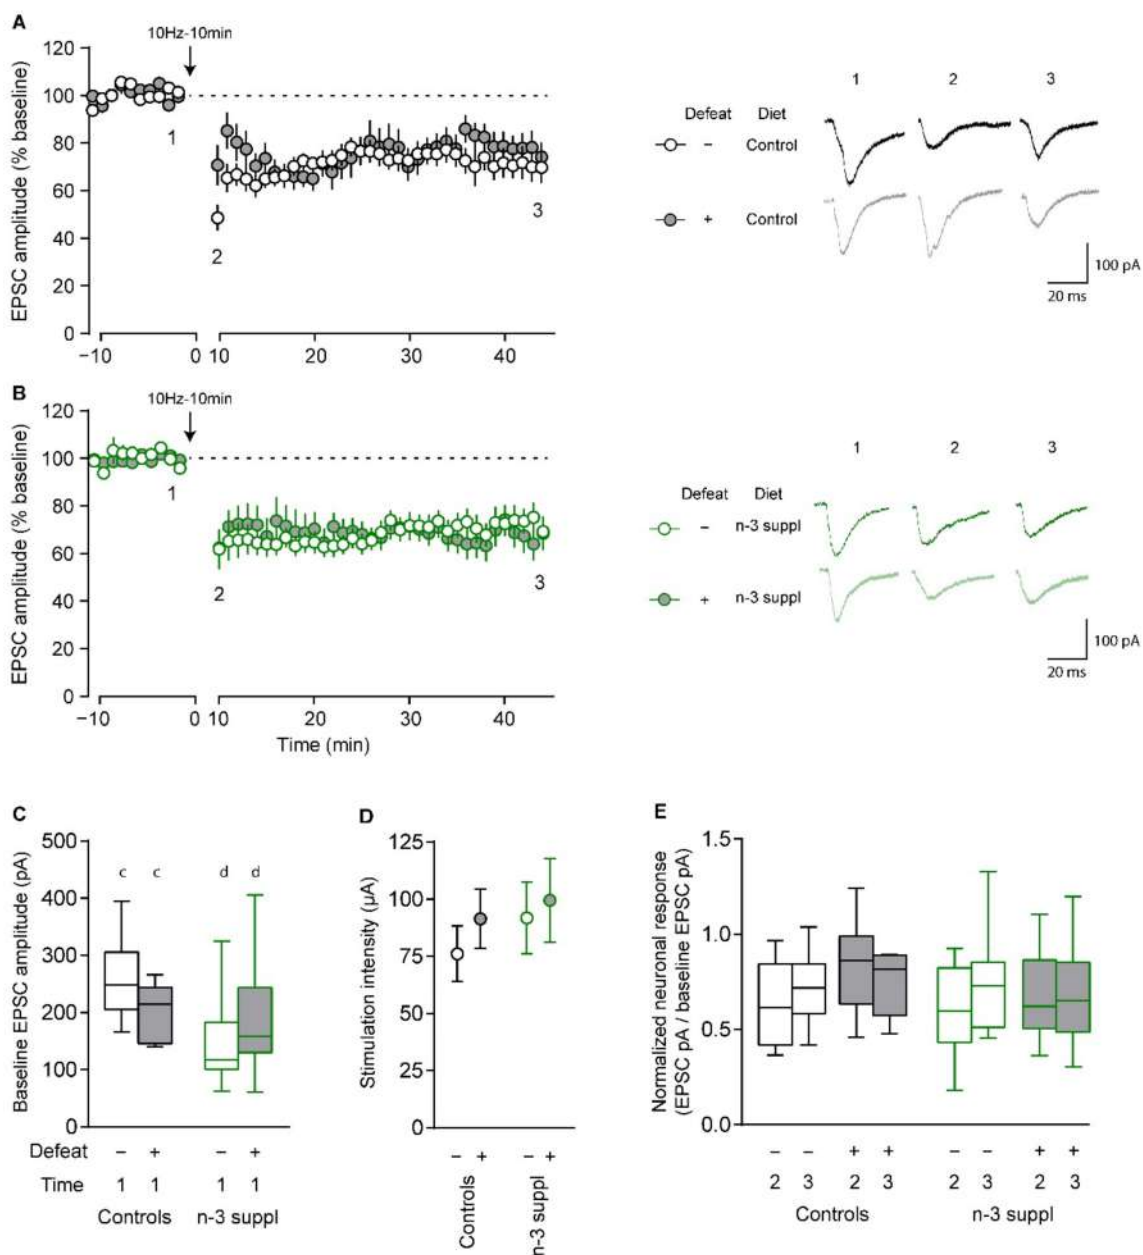 A
10Hz-10min
EPSC amplitude (% baseline)
120
100
80
60
80
60
20
0
−10
0
10
20
30
40
1
2
3
Defeat Diet
− Control
+ Control
1 2 3
100 pA
20 ms
B
10Hz-10min
EPSC amplitude (% baseline)
120
100
80
60
40
20
0
−10
0
10
20
30
40
Time (min)
1
2
3
Defeat Diet
− n-3 suppl
+ n-3 suppl
1 2 3
100 pA
20 ms
C
Baseline EPSC amplitude (pA)
500
400
300
200
100
0
c c d d
Defeat − + − +
Time 1 1 1 1
Controls n-3 suppl
D
Stimulation intensity (µA)
125
100
75
50
25
0
− + − +
Controls
n-3 suppl
E
Normalized neuronal response
(EPSC pA / baseline EPSC pA)
1.5
1.0
0.5
0.0
− − + + − − + +
2 3 2 3 2 3 2 3
Controls n-3 suppl